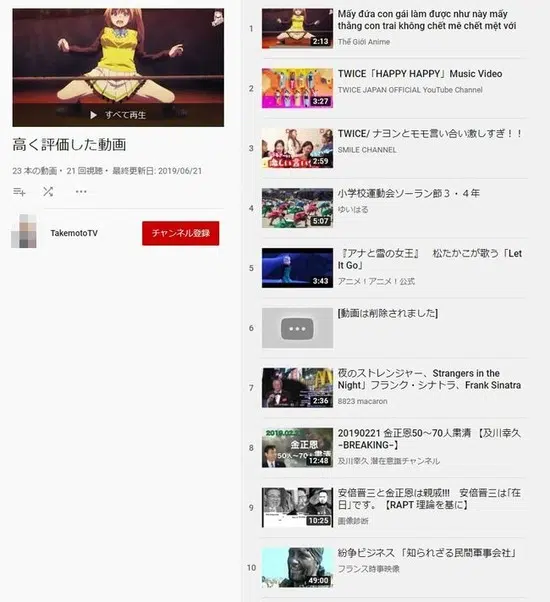 すべて再生
高く評価した動画
23 本の動画・21 回視聴・最終更新日: 2019/06/21
TakemotoTV
チャンネル登録
1
2:13
Mấy đứa con gái làm được như này mấy
thằng con trai không chết mê chết mệt với
Thế Giới Anime
2
3:27
TWICE「HAPPY HAPPY」Music Video
TWICE JAPAN OFFICIAL YouTube Channel
3
2:59
TWICE/ ナヨンとモモ言い合い激しすぎ！！
SMILE CHANNEL
4
5:07
小学校運動会ソーラン節３・４年
ゆいはる
5
3:43
『アナと雪の女王』　松たか子が歌う「Let
It Go」
アニメ！アニメ！公式
6
[動画は削除されました]
7
2:36
夜のストレンジャー、Strangers in the
Night」フランク・シナトラ、Frank Sinatra
8823 macaron
8
金正恩
50人～70人粛清
12:48
20190221 金正恩50～70人粛清 【及川幸久
−BREAKING−】
及川幸久 潜在意識チャンネル
9
10:25
安倍晋三と金正恩は親戚!!!　安倍晋三は｢在
日｣です。【RAPT 理論を基に】
画像診断
10
49:00
紛争ビジネス 「知られざる民間軍事会社」
フランス時事映像